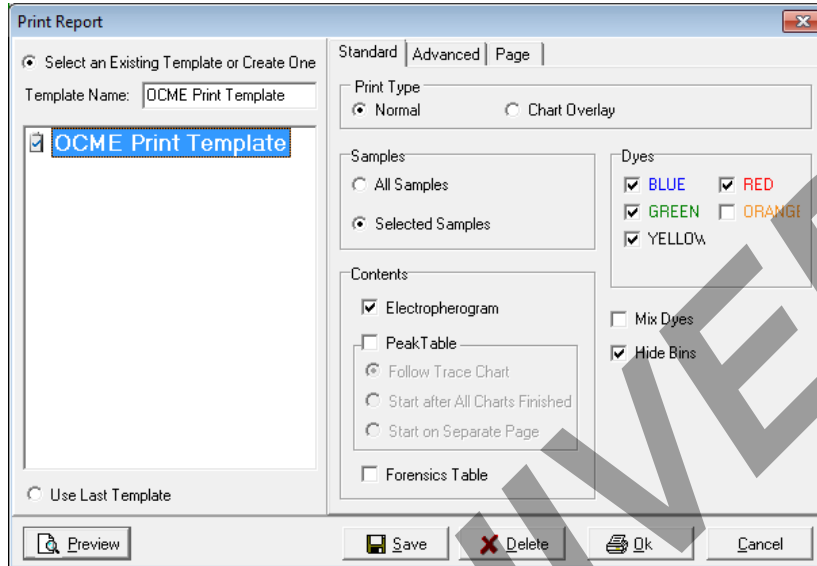 Print Report
Select an Existing Template or Create One
Template Name: OCME Print Template
OCME Print Template
Use Last Template
Standard Advanced Page
Print Type
Normal Chart Overlay
Samples
All Samples
Selected Samples
Dyes
BLUE RED
GREEN ORANGE
YELLOW
Contents
Electropherogram
PeakTable
Follow Trace Chart
Start after All Charts Finished
Start on Separate Page
Forensics Table
Mix Dyes
Hide Bins
Preview Save Delete Ok Cancel